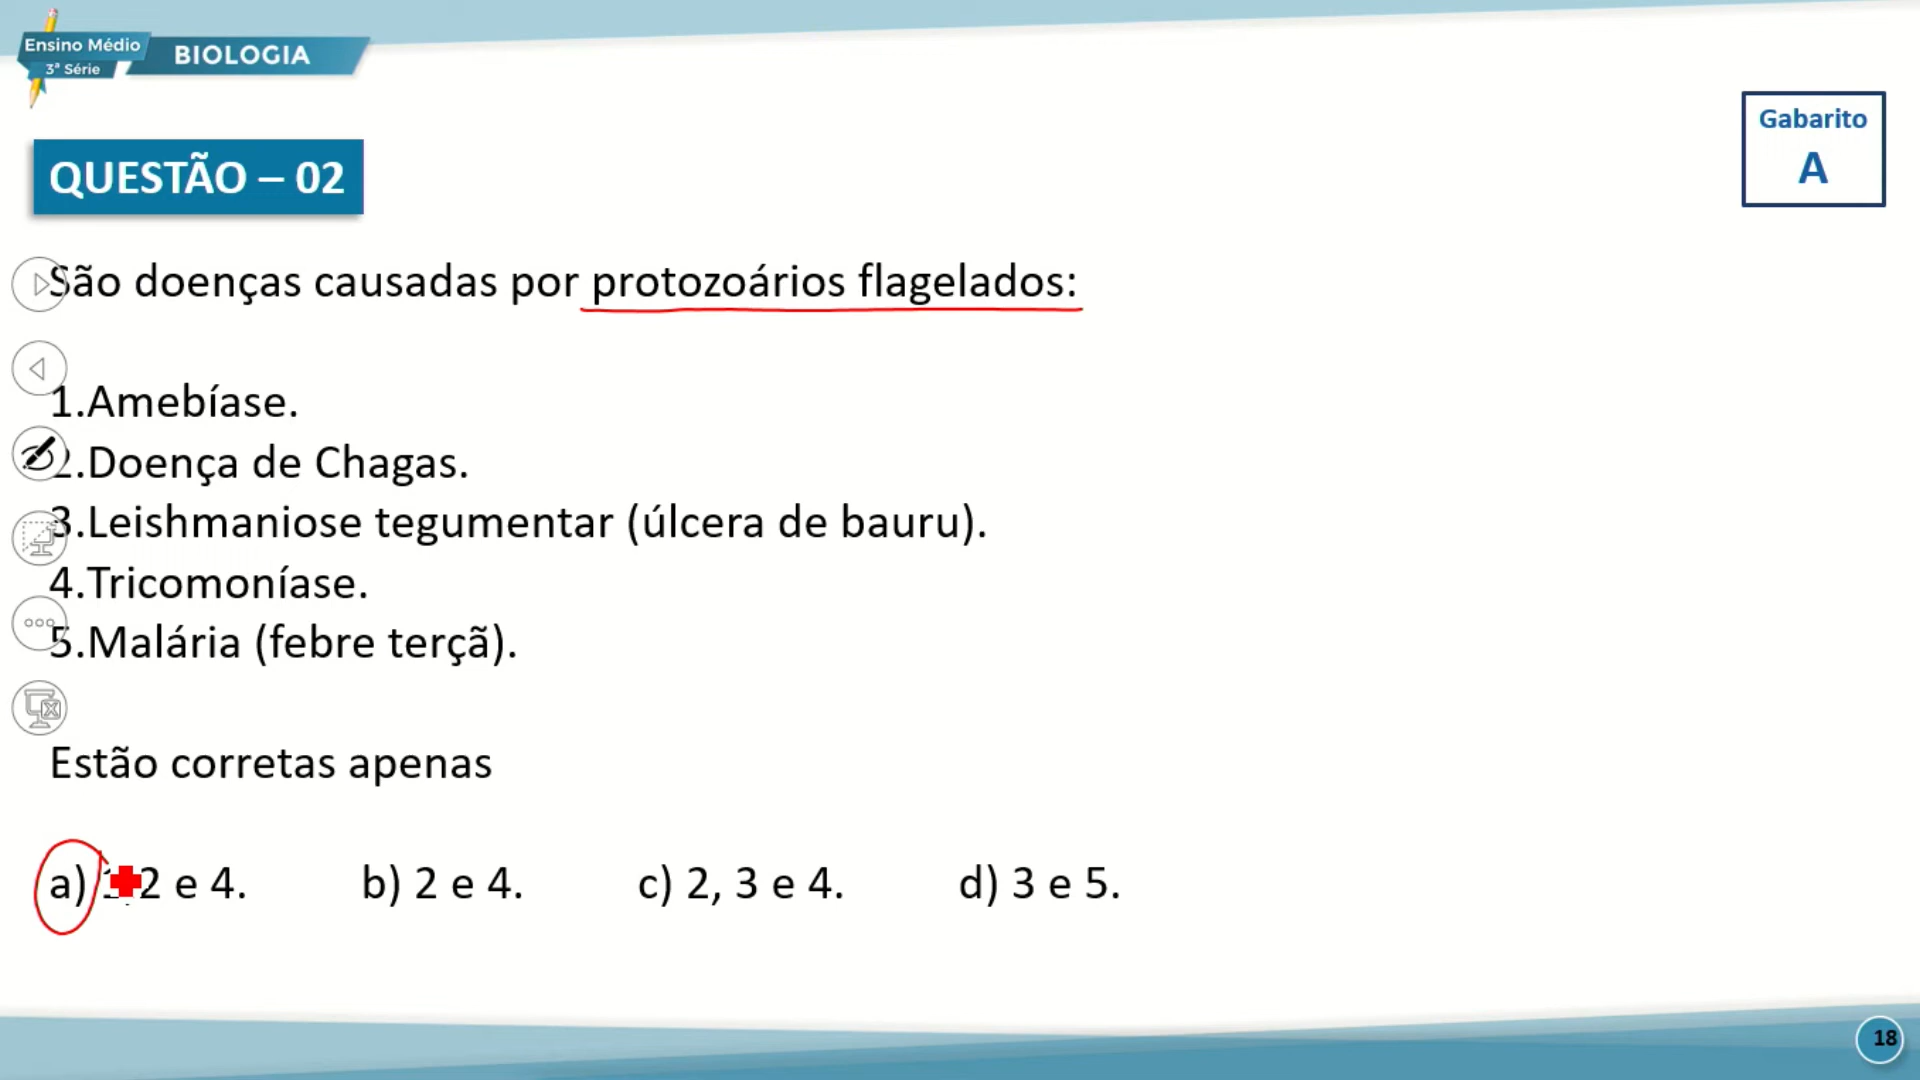 Ensino Médio
3ª Série
BIOLOGIA
Gabarito
A
QUESTÃO – 02
São doenças causadas por protozoários flagelados:
1.Amebíase.
2.Doença de Chagas.
3.Leishmaniose tegumentar (úlcera de bauru).
4.Tricomoníase.
5.Malária (febre terçã).
Estão corretas apenas
a) 1, 2 e 4. b) 2 e 4. c) 2, 3 e 4. d) 3 e 5.
18